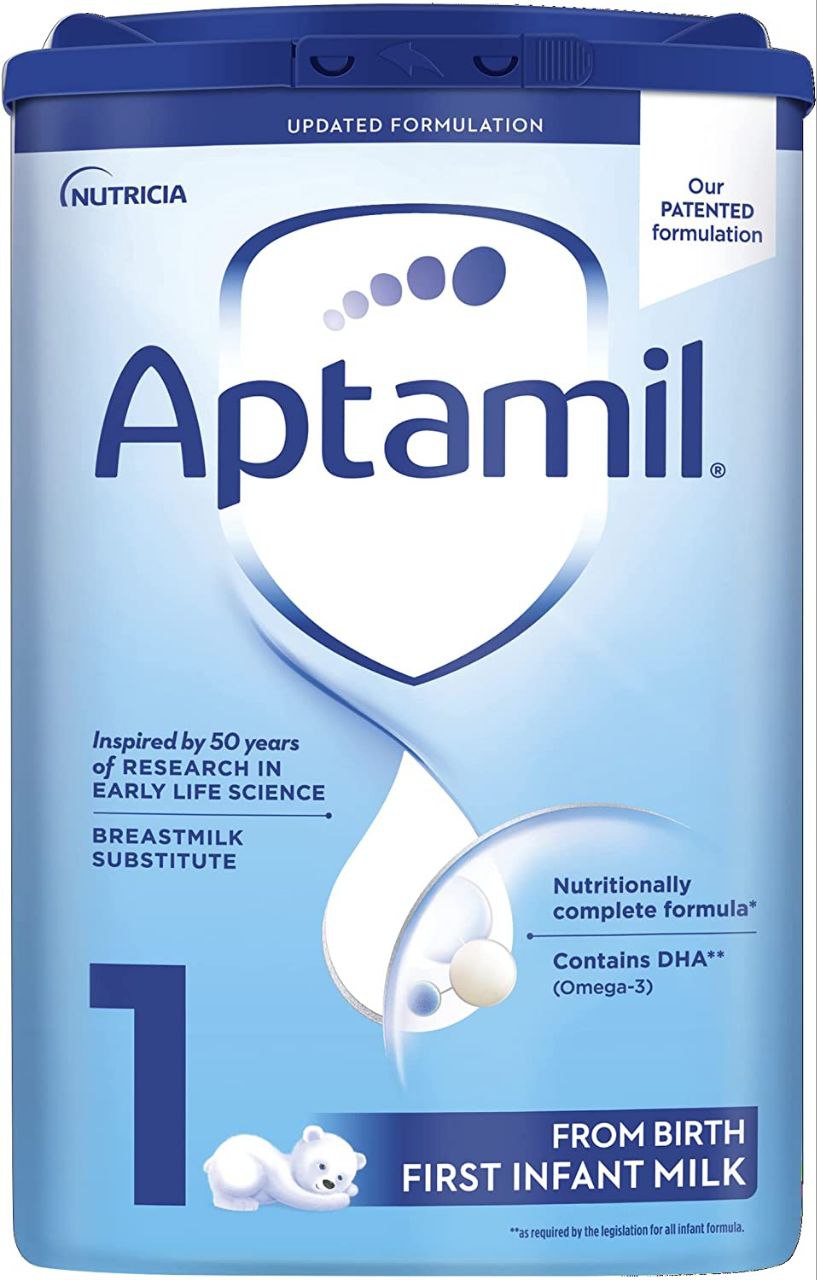 UPDATED FORMULATION
NUTRICIA
Our
PATENTED
formulation
Aptamil®
Inspired by 50 years
of RESEARCH IN
EARLY LIFE SCIENCE
BREASTMILK
SUBSTITUTE
Nutritionally
complete formula*
Contains DHA**
(Omega-3)
1
FROM BIRTH
FIRST INFANT MILK
**as required by the legislation for all infant formula.